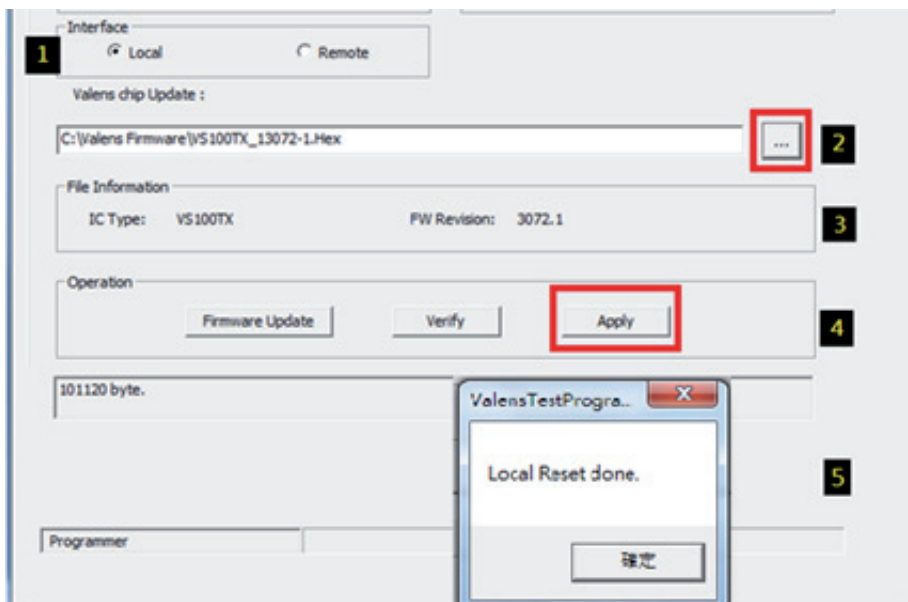 Interface
1
Local
Remote
Valens chip Update :
C:\Valens Firmware\VS100TX_13072-1.Hex
...
2
File Information
IC Type: VS100TX
FW Revision: 3072.1
3
Operation
Firmware Update
Verify
Apply
4
101120 byte.
ValensTestProgra...
X
Local Reset done.
5
Programmer
確定